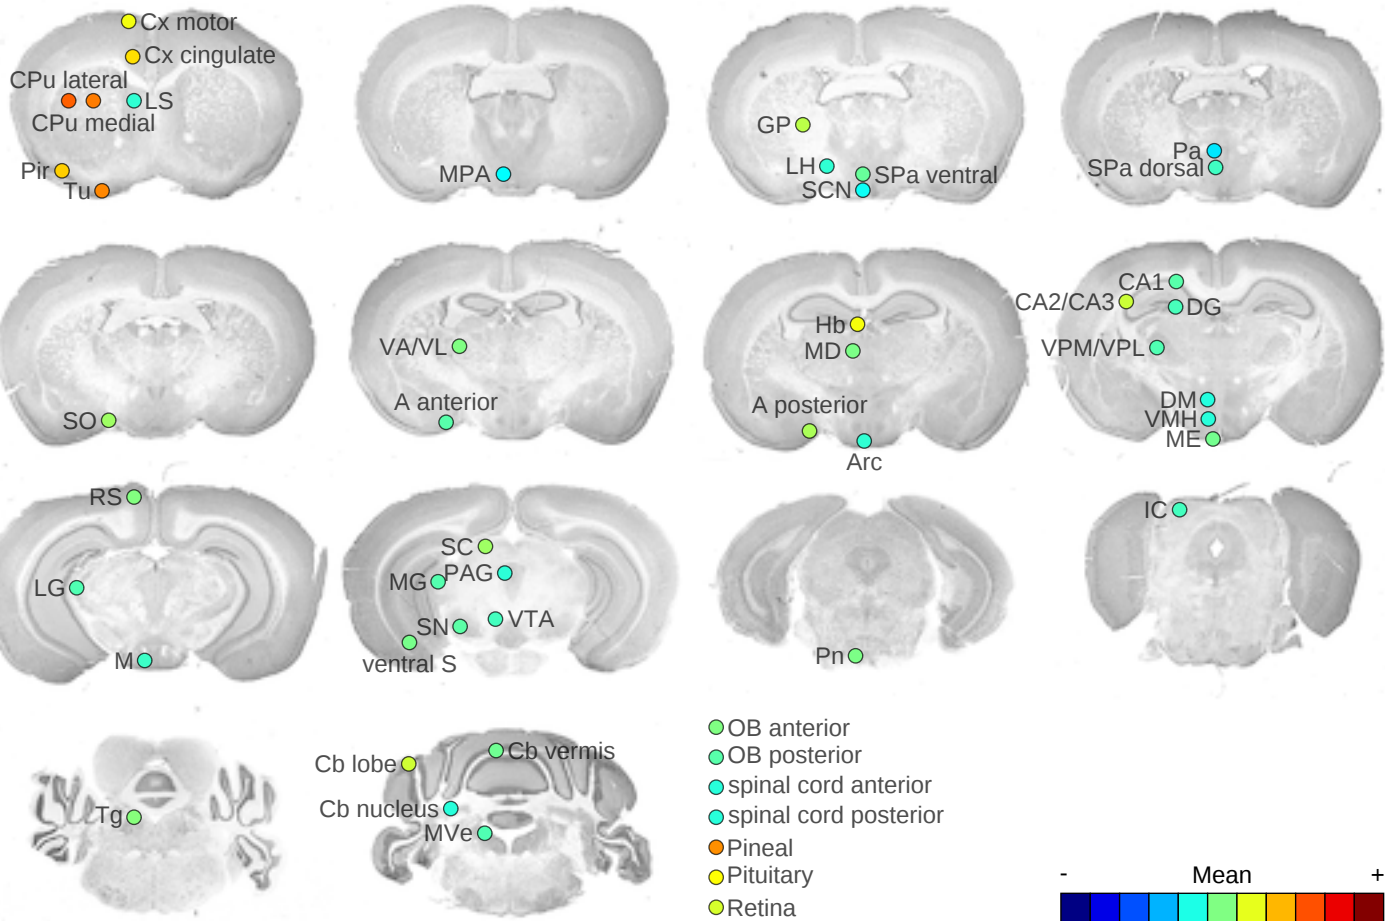 Cx motor
Cx cingulate
CPu lateral
LS
CPu medial
Pir
Tu
MPA
GP
LH
SPa ventral
SCN
Pa
SPa dorsal
SO
VA/VL
A anterior
Hb
MD
A posterior
Arc
CA1
CA2/CA3
DG
VPM/VPL
DM
VMH
ME
RS
LG
M
SC
MG
PAG
SN
VTA
ventral S
Pn
IC
Tg
Cb lobe
Cb vermis
Cb nucleus
MVe
OB anterior
OB posterior
spinal cord anterior
spinal cord posterior
Pineal
Pituitary
Retina
- Mean +